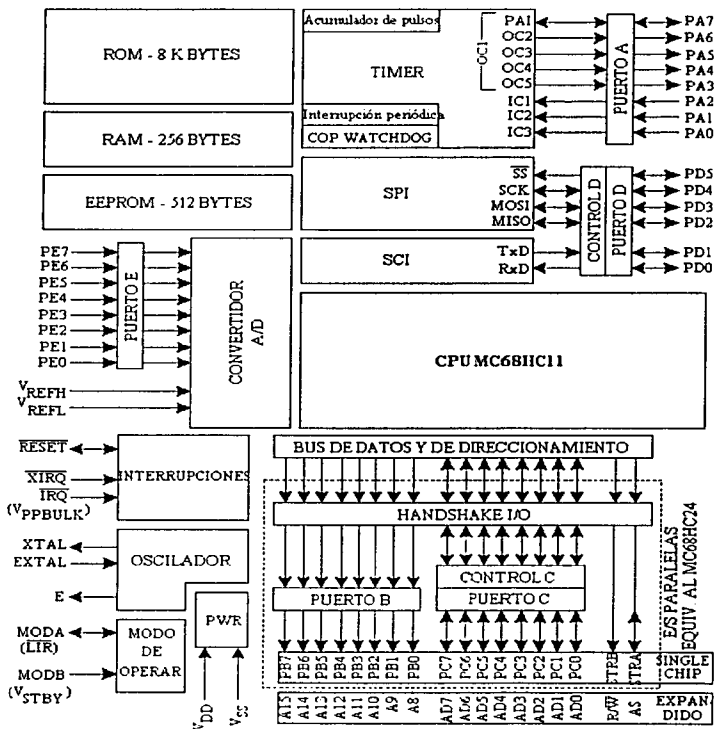 ROM - 8 K BYTES
RAM - 256 BYTES
EEPROM - 512 BYTES
Acumulador de pulsos
TIMER
Interrupción periódica
COP WATCHDOG
OC1
PAI
OC2
OC3
OC4
OC5
IC1
IC2
IC3
PUERTO A
PA7
PA6
PA5
PA4
PA3
PA2
PA1
PA0
SPI
SS
SCK
MOSI
MISO
SCI
TxD
RxD
CONTROL D
PUERTO D
PD5
PD4
PD3
PD2
PD1
PD0
PE7
PE6
PE5
PE4
PE3
PE2
PE1
PE0
PUERTO E
CONVERTIDOR
A/D
VREFH
VREFL
CPU MC68HC11
RESET
XIRQ
IRQ
(VPPBULK)
INTERRUPCIONES
XTAL
EXTAL
E
OSCILADOR
MODA
(LIR)
MODB
(VSTBY)
MODO
DE
OPERAR
PWR
VDD
VSS
BUS DE DATOS Y DE DIRECCIONAMIENTO
HANDSHAKE I/O
CONTROL C
PUERTO B
PUERTO C
E/S PARALELAS
EQUIV. AL MC68HC24
PB7 PB6 PB5 PB4 PB3 PB2 PB1 PB0 PC7 PC6 PC5 PC4 PC3 PC2 PC1 PC0 STRB STRA
SINGLE
CHIP
A15 A14 A13 A12 A11 A10 A9 A8 AD7 AD6 AD5 AD4 AD3 AD2 AD1 AD0 R/W AS
EXPAN
DIDO